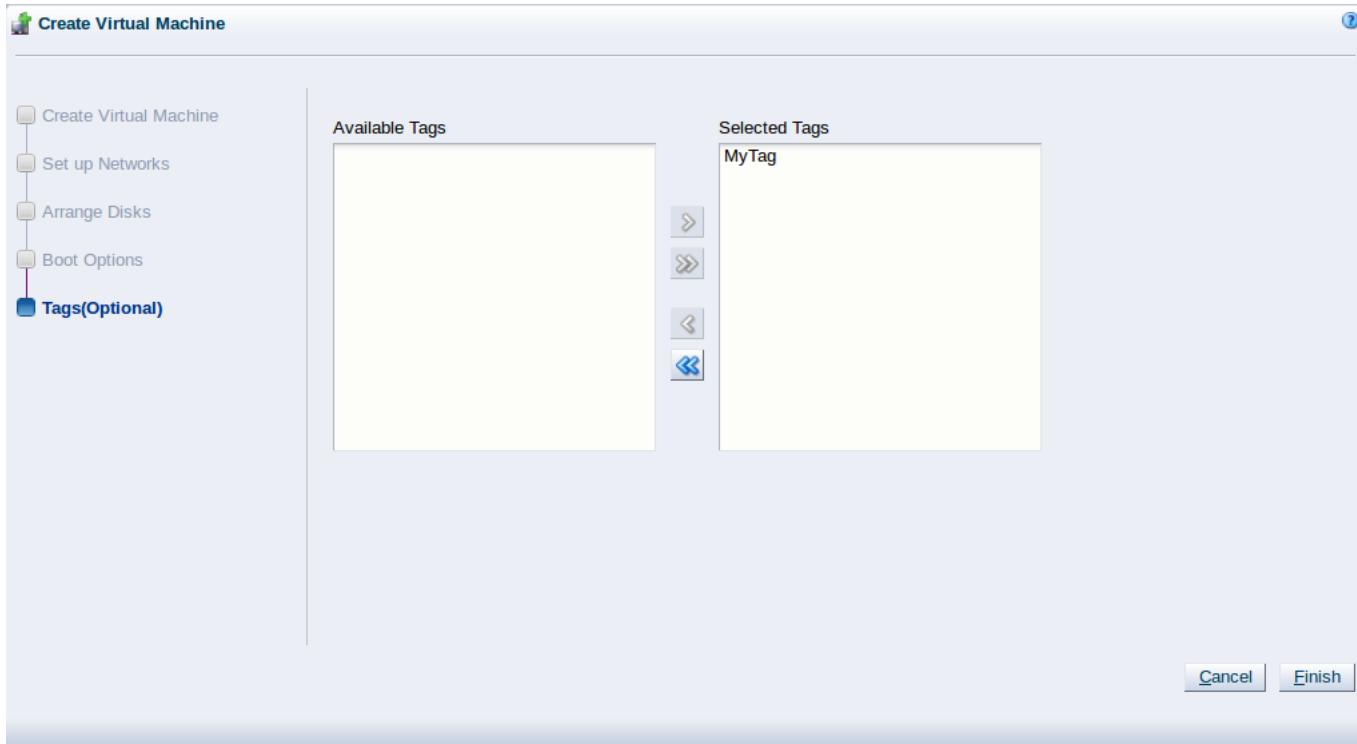 Create Virtual Machine
?
Create Virtual Machine
Set up Networks
Arrange Disks
Boot Options
Tags(Optional)
Available Tags
Selected Tags
MyTag
Cancel
Finish